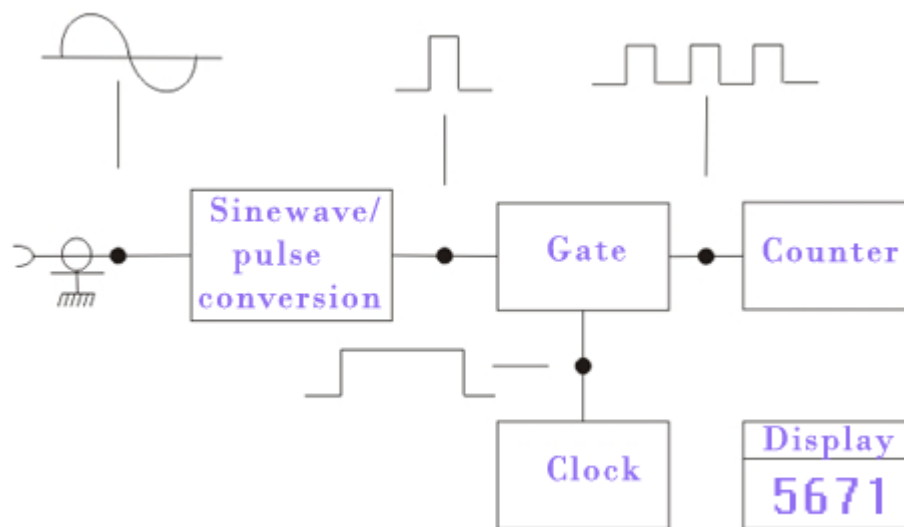 Sinewave/
pulse
conversion
Gate
Counter
Clock
Display
5671